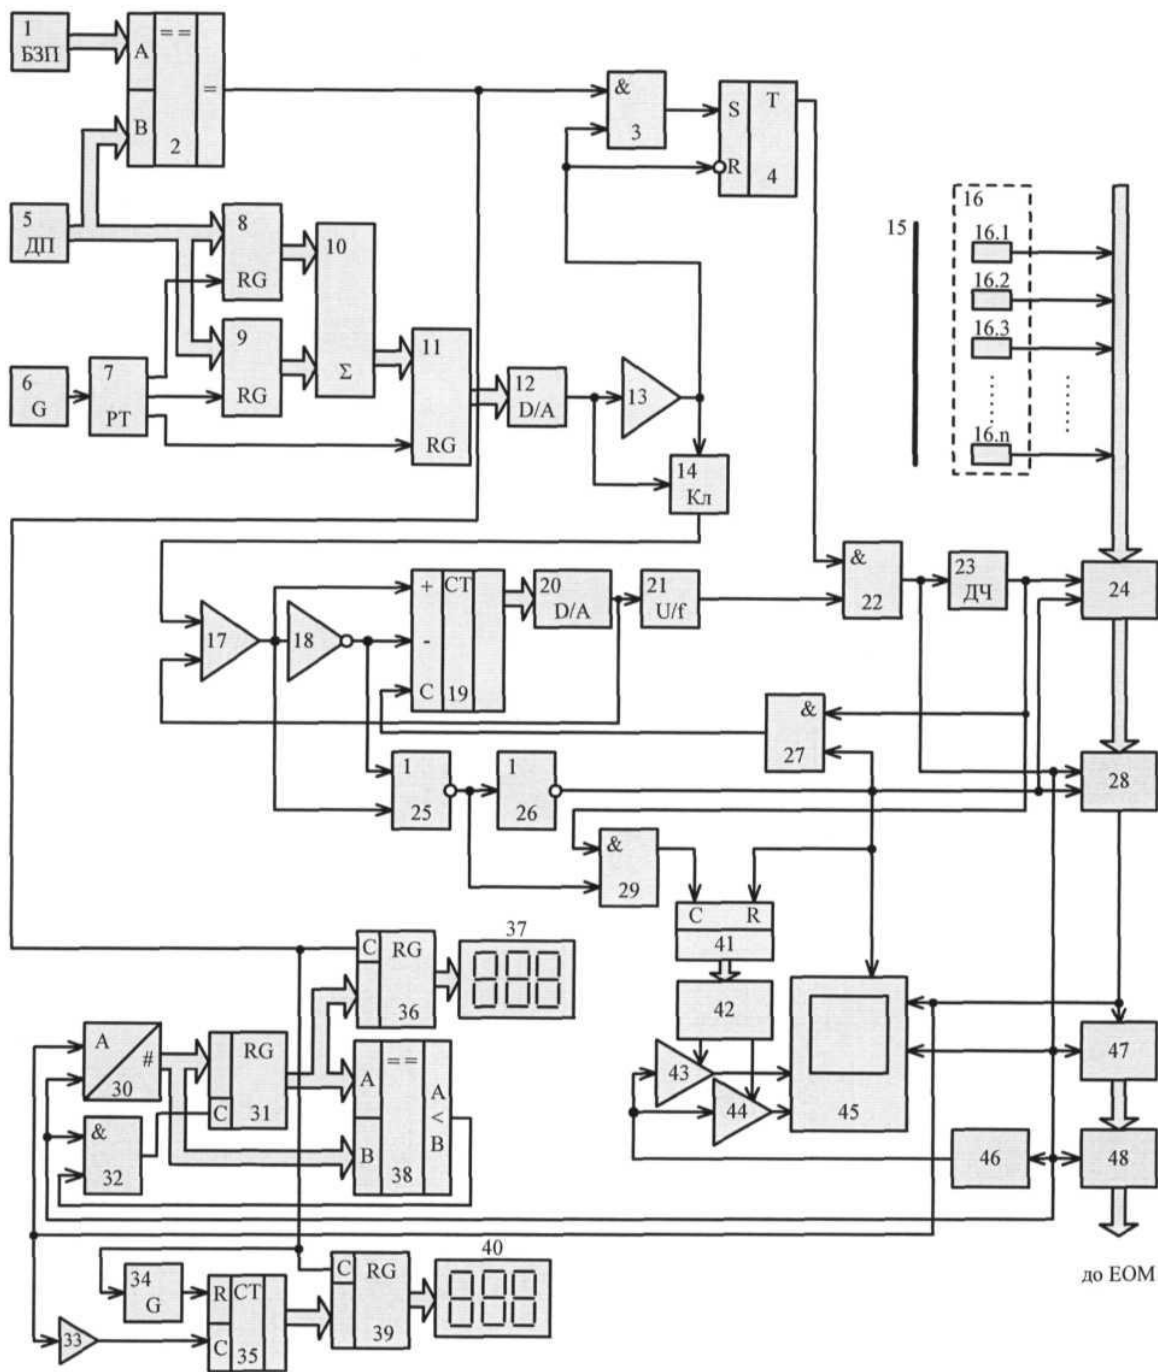 1
БЗП
A
B
= =
=
2
&
3
S
R
T
4
5
ДП
8
RG
9
RG
10
Σ
6
G
7
РТ
11
RG
12
D/A
13
14
Кл
15
16
16.1
16.2
16.3
16.n
17
18
+
-
C
CT
19
20
D/A
21
U/f
&
22
23
ДЧ
24
&
27
28
1
25
1
26
&
29
C R
41
42
43
44
45
46
47
48
до ЕОМ
A
#
30
RG
C
31
&
32
C
RG
36
37
A
B
= =
38
A
<
B
33
34
G
R
C
CT
35
C
RG
39
40